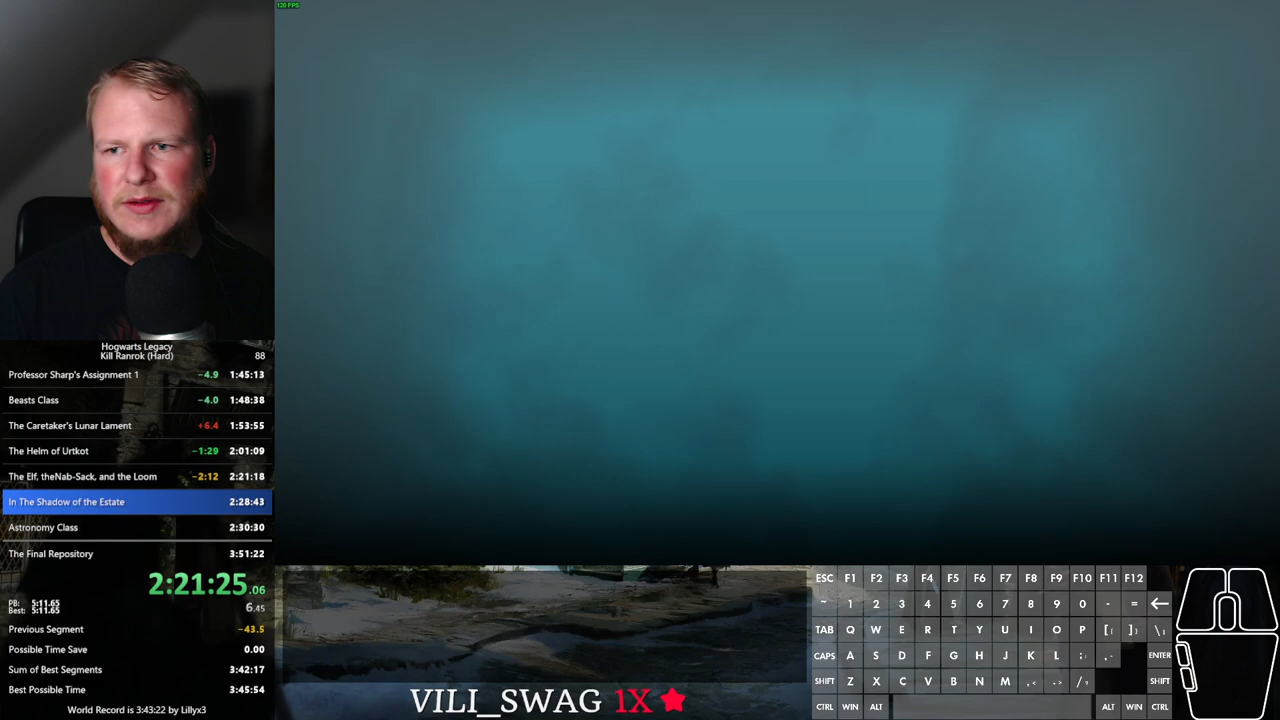 120 FPS
Hogwarts Legacy
Kill Ranrok (Hard) 88
Professor Sharp's Assignment 1 -4.9 1:45:13
Beasts Class -4.0 1:48:38
The Caretaker's Lunar Lament +6.4 1:53:55
The Helm of Urtkot -1:29 2:01:09
The Elf, theNab-Sack, and the Loom -2:12 2:21:18
In The Shadow of the Estate 2:28:43
Astronomy Class 2:30:30
The Final Repository 3:51:22
2:21:25.06
PB: 5:11.65
Best: 5:11.65
6.45
Previous Segment -43.5
Possible Time Save 0.00
Sum of Best Segments 3:42:17
Best Possible Time 3:45:54
World Record is 3:43:22 by Lillyx3
VILI_SWAG 1X
ESC F1 F2 F3 F4 F5 F6 F7 F8 F9 F10 F11 F12
~ 1 2 3 4 5 6 7 8 9 0 - = ←
TAB Q W E R T Y U I O P [{ ]} \|
CAPS A S D F G H J K L ;: ,- ENTER
SHIFT Z X C V B N M ,< .> /? SHIFT
CTRL WIN ALT ALT WIN CTRL